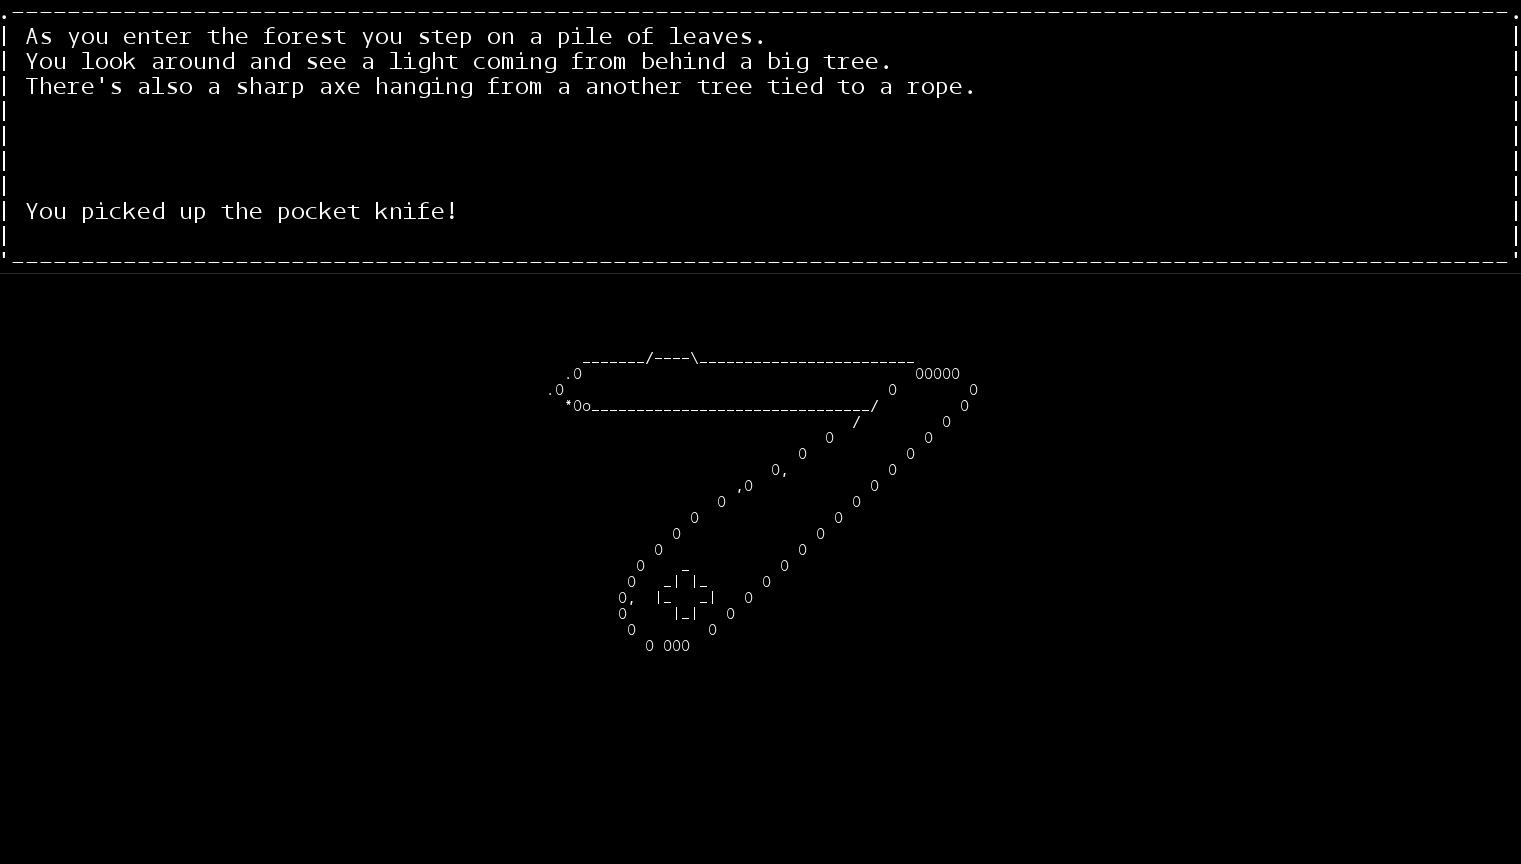 As you enter the forest you step on a pile of leaves.
You look around and see a light coming from behind a big tree.
There's also a sharp axe hanging from a another tree tied to a rope.
You picked up the pocket knife!